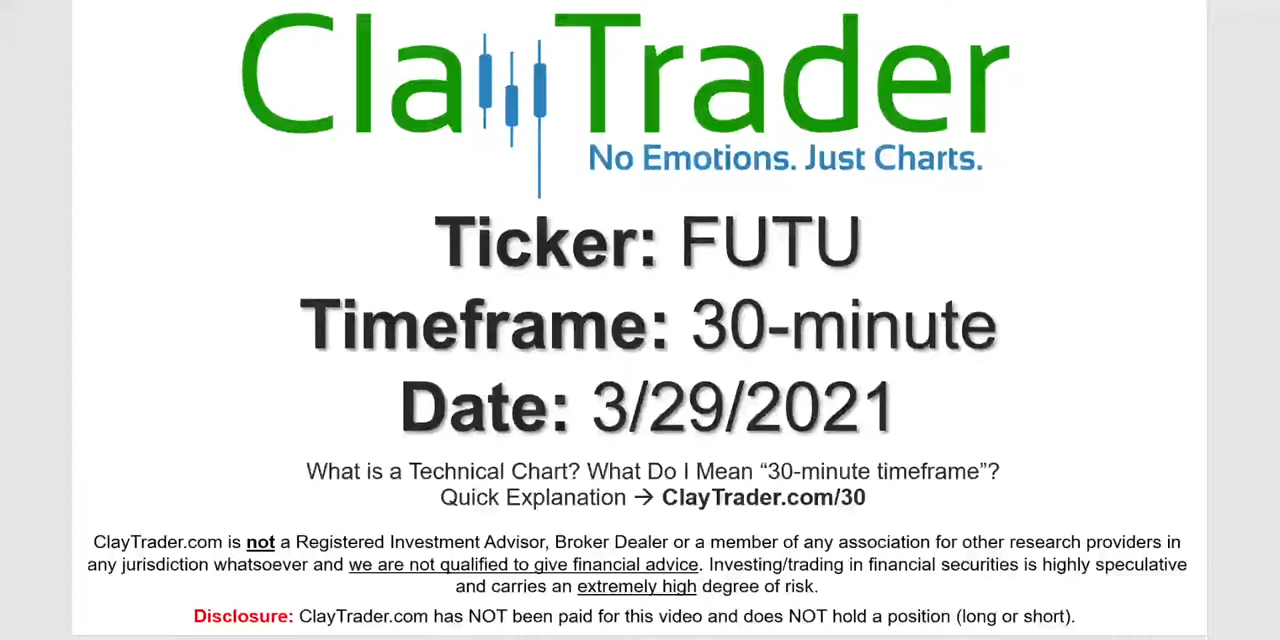 ClayTrader
No Emotions. Just Charts.
Ticker: FUTU
Timeframe: 30-minute
Date: 3/29/2021
What is a Technical Chart? What Do I Mean “30-minute timeframe”?
Quick Explanation → ClayTrader.com/30
ClayTrader.com is not a Registered Investment Advisor, Broker Dealer or a member of any association for other research providers in
any jurisdiction whatsoever and we are not qualified to give financial advice. Investing/trading in financial securities is highly speculative
and carries an extremely high degree of risk.
Disclosure: ClayTrader.com has NOT been paid for this video and does NOT hold a position (long or short).